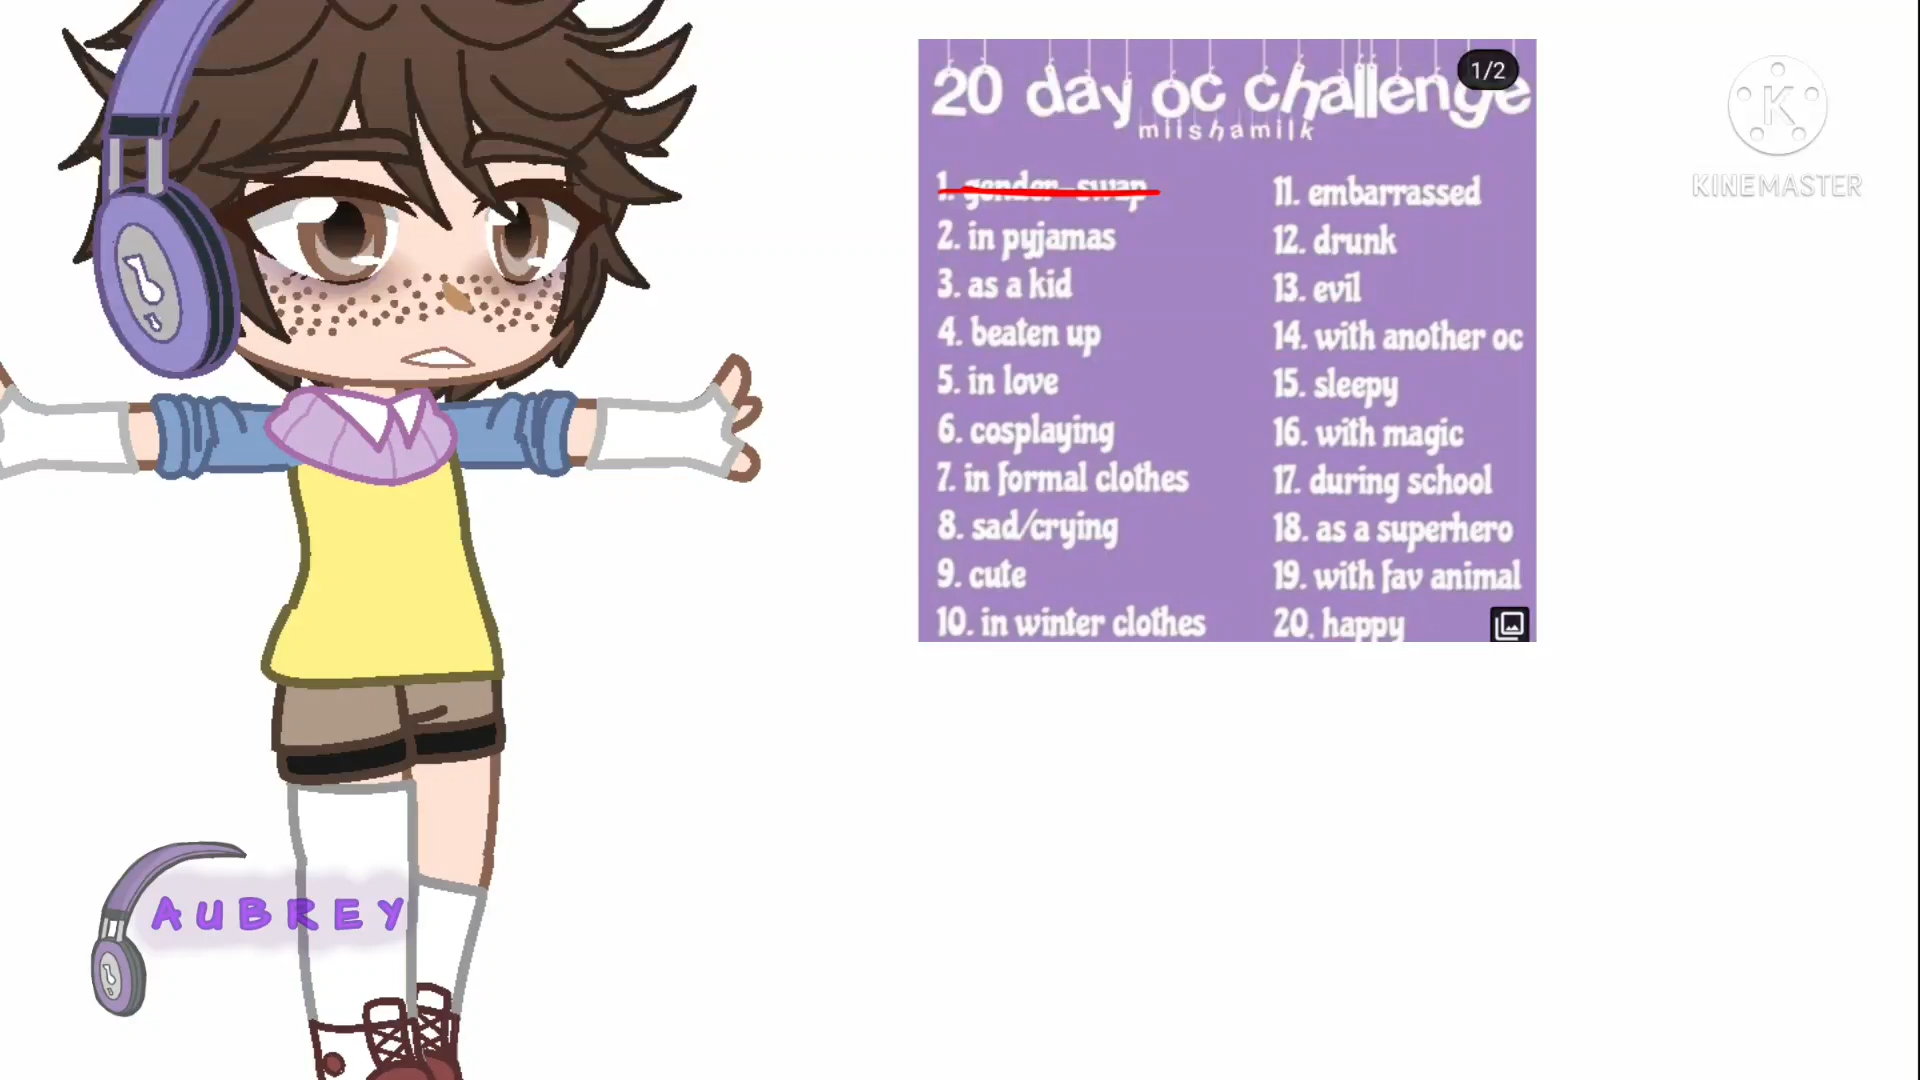 20 day oc challenge
1/2
miishamilk
1. gender swap
2. in pyjamas
3. as a kid
4. beaten up
5. in love
6. cosplaying
7. in formal clothes
8. sad/crying
9. cute
10. in winter clothes
11. embarrassed
12. drunk
13. evil
14. with another oc
15. sleepy
16. with magic
17. during school
18. as a superhero
19. with fav animal
20. happy
K
KINEMASTER
AUBREY